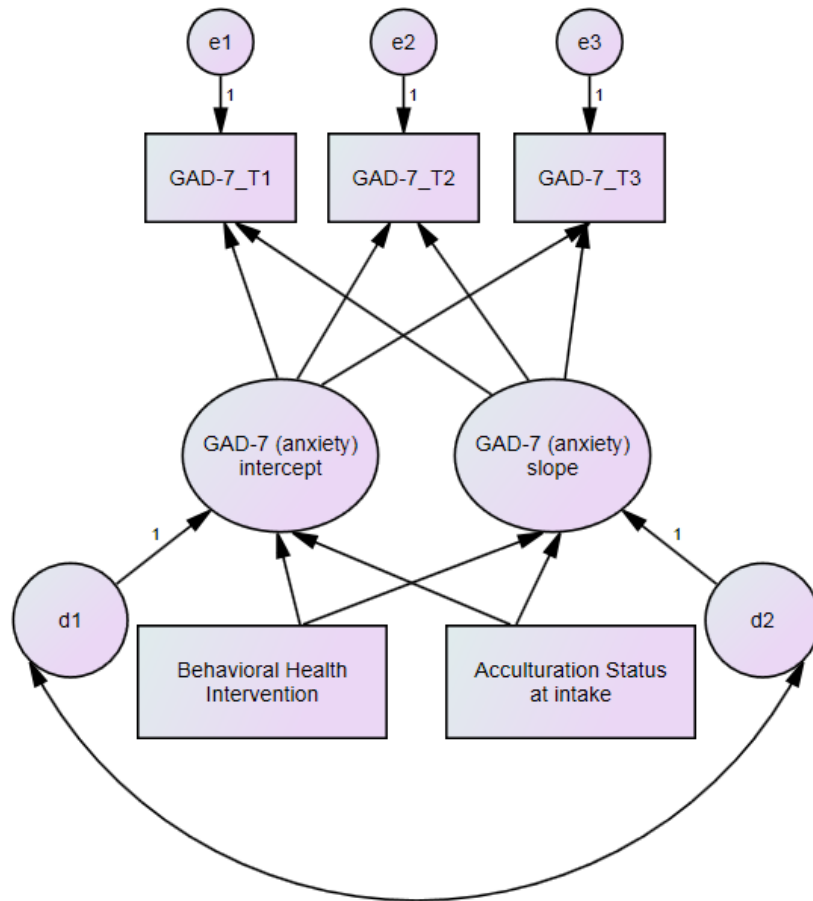 e1
e2
e3
1
1
1
GAD-7_T1
GAD-7_T2
GAD-7_T3
GAD-7 (anxiety)
intercept
GAD-7 (anxiety)
slope
1
1
d1
d2
Behavioral Health
Intervention
Acculturation Status
at intake